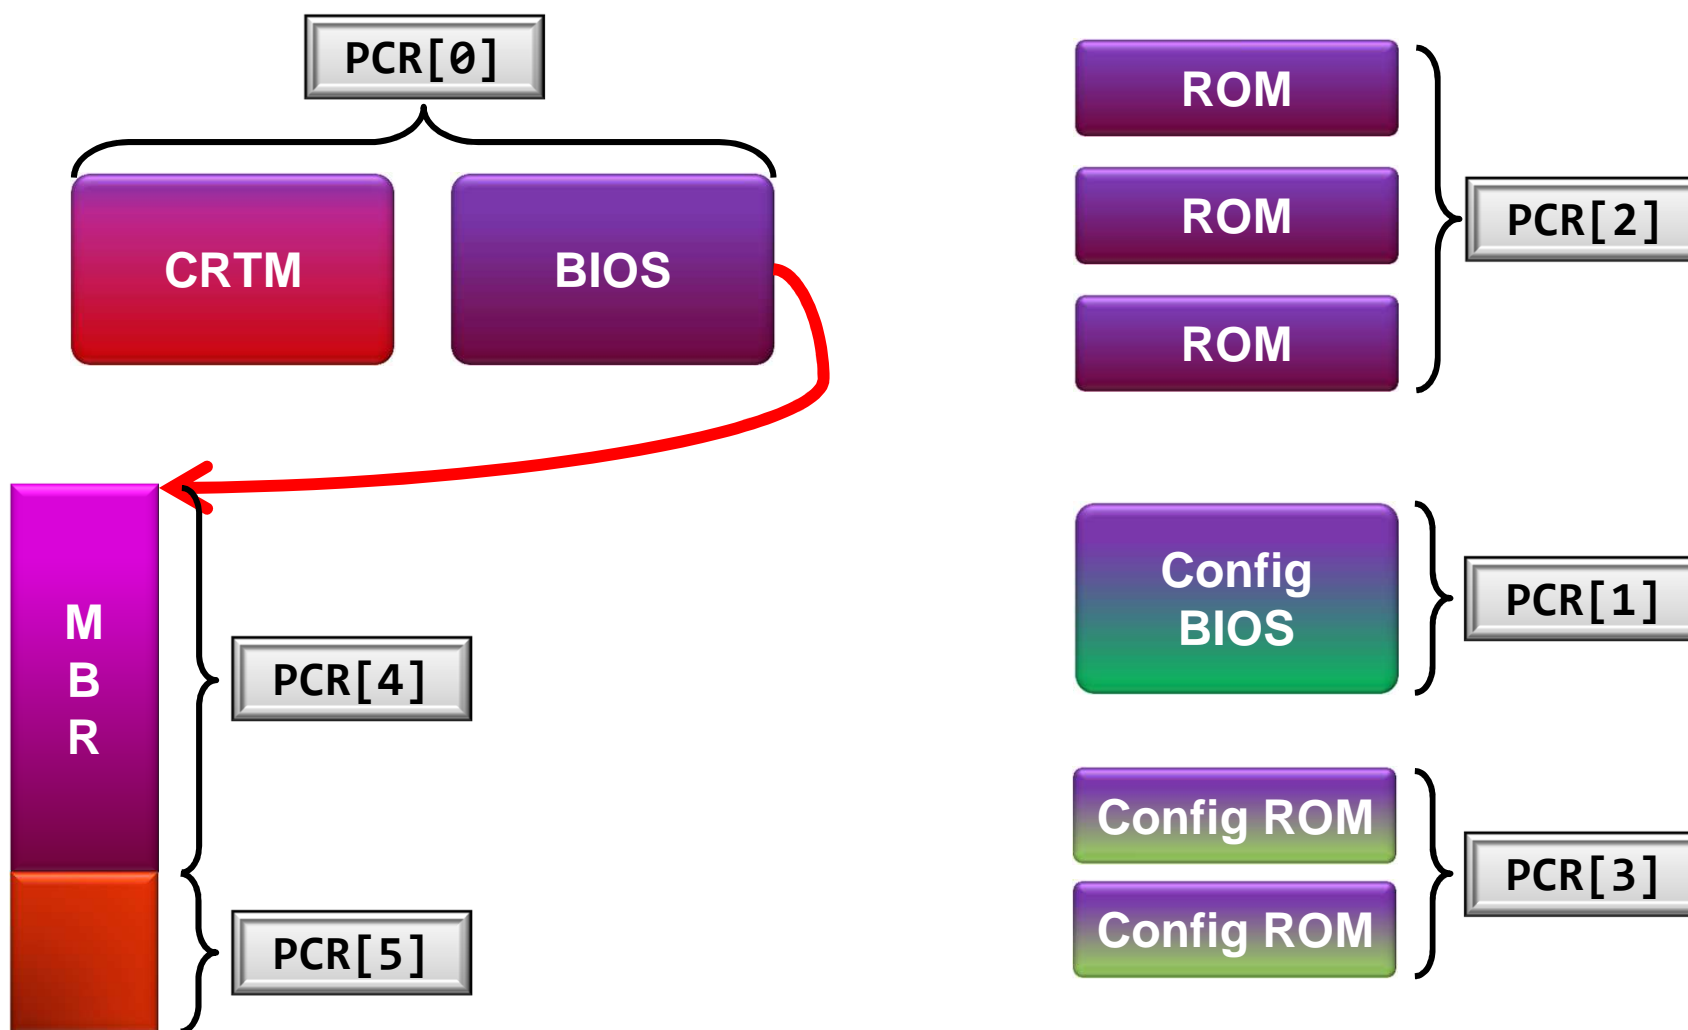 PCR[0]
CRTM
BIOS
M
B
R
PCR[4]
PCR[5]
ROM
ROM
ROM
PCR[2]
Config
BIOS
PCR[1]
Config ROM
Config ROM
PCR[3]